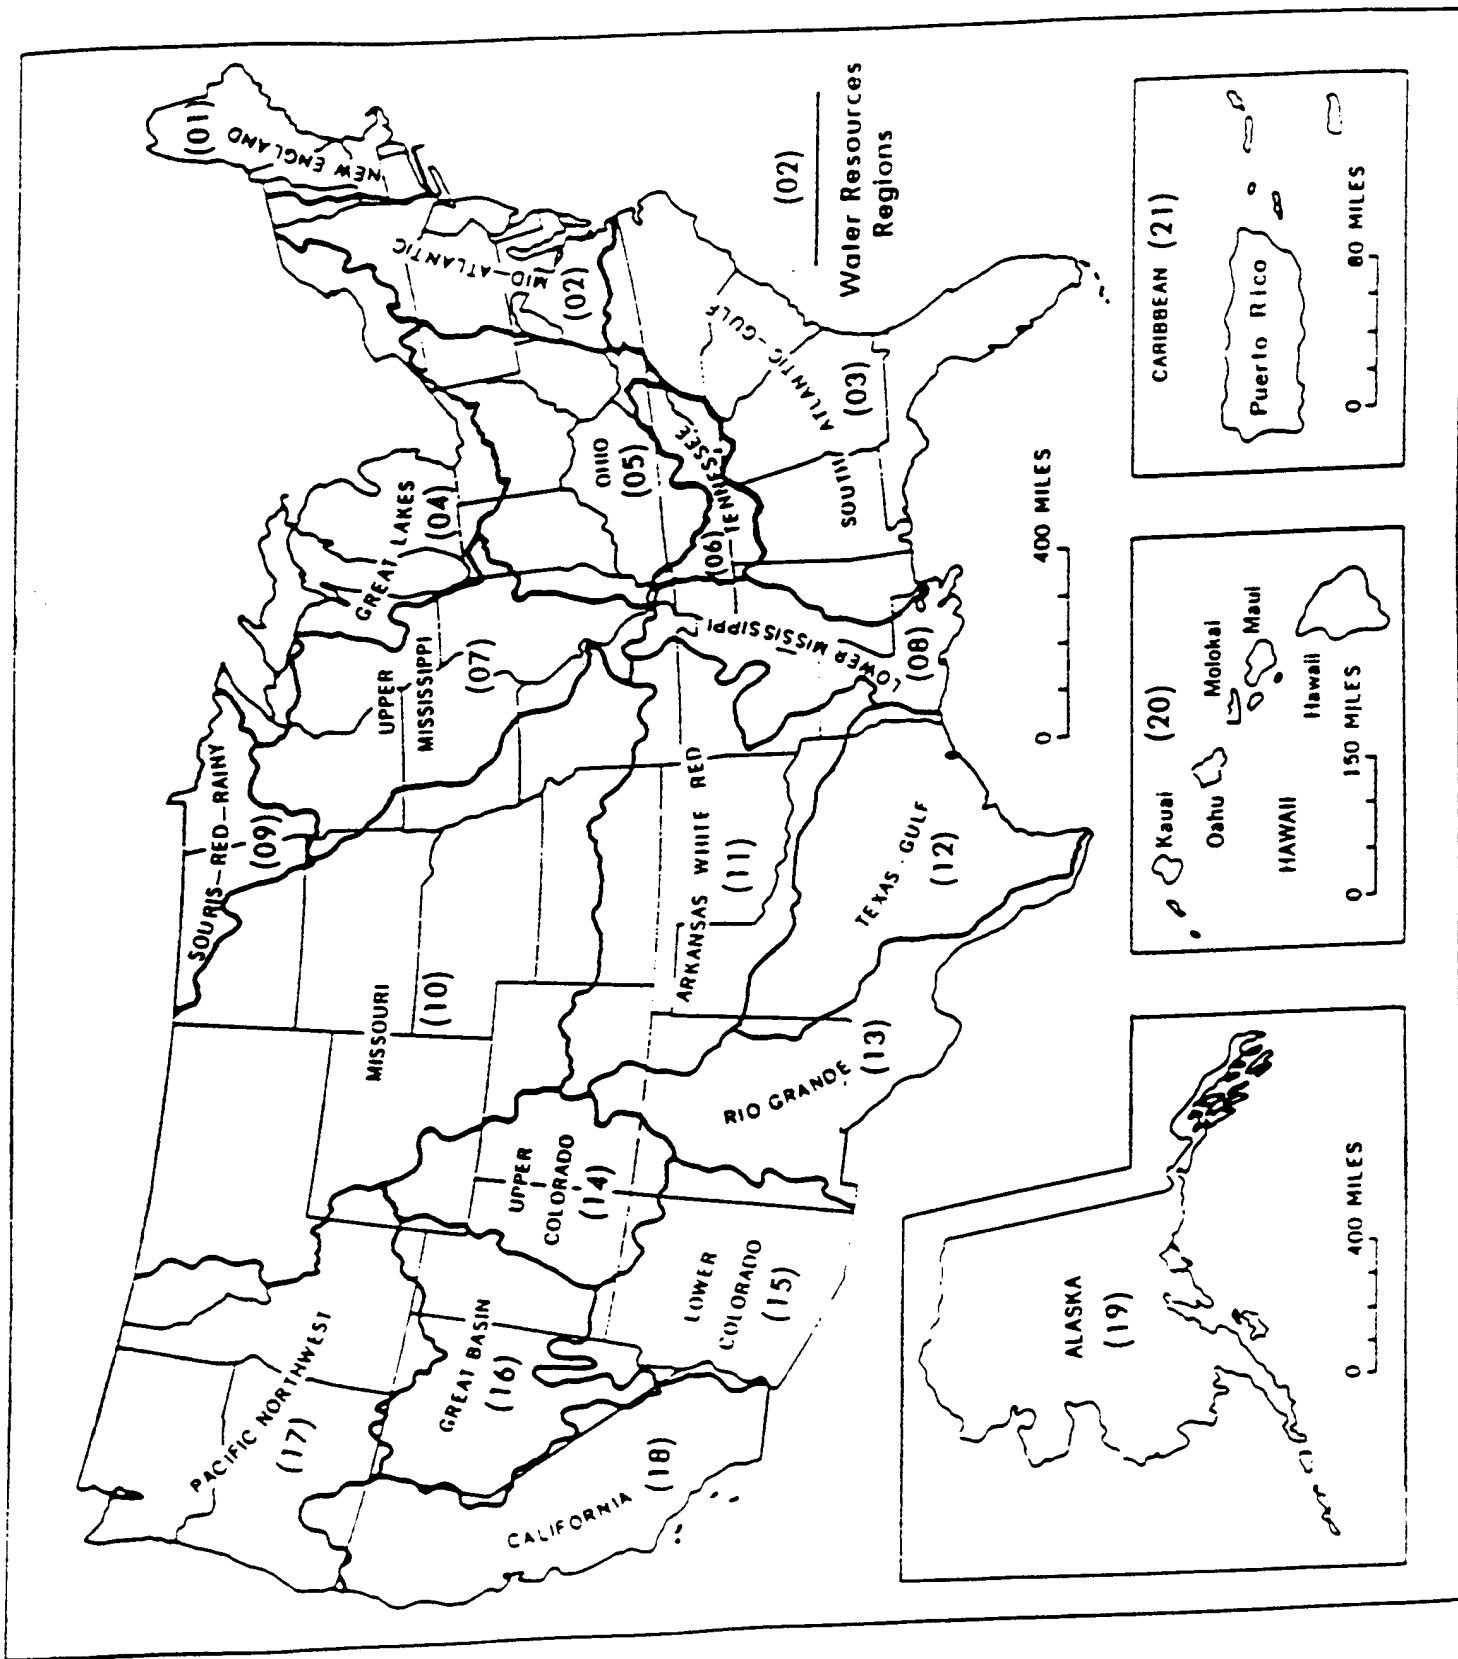 NEW ENGLAND
(01)
MID-ATLANTIC
(02)
SOUTH ATLANTIC-GULF
(03)
GREAT LAKES
(04)
OHIO
(05)
TENNESSEE
(06)
UPPER
MISSISSIPPI
(07)
LOWER MISSISSIPPI
(08)
SOURIS-RED-RAINY
(09)
MISSOURI
(10)
ARKANSAS WHITE RED
(11)
TEXAS-GULF
(12)
RIO GRANDE
(13)
UPPER
COLORADO
(14)
LOWER
COLORADO
(15)
GREAT BASIN
(16)
PACIFIC NORTHWEST
(17)
CALIFORNIA
(18)
(02)
Water Resources
Regions
0 400 MILES
ALASKA
(19)
0 400 MILES
(20)
Kauai
Oahu
Molokai
Maui
Hawaii
HAWAII
0 150 MILES
CARIBBEAN (21)
Puerto Rico
0 80 MILES